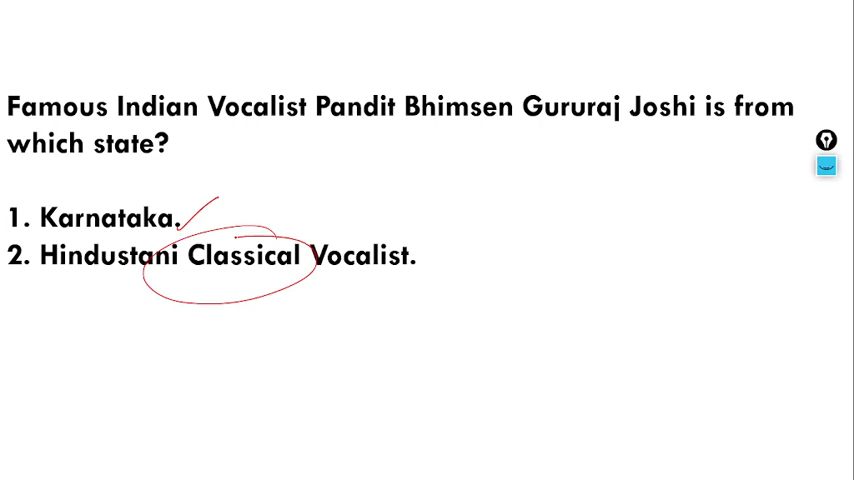 Famous Indian Vocalist Pandit Bhimsen Gururaj Joshi is from
which state?
1. Karnataka.
2. Hindustani Classical Vocalist.